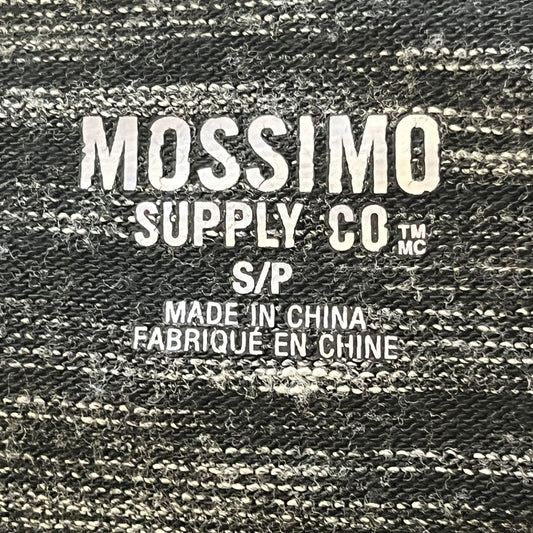 MOSSIMO
SUPPLY CO ™ MC
S/P
MADE IN CHINA
FABRIQUÉ EN CHINE